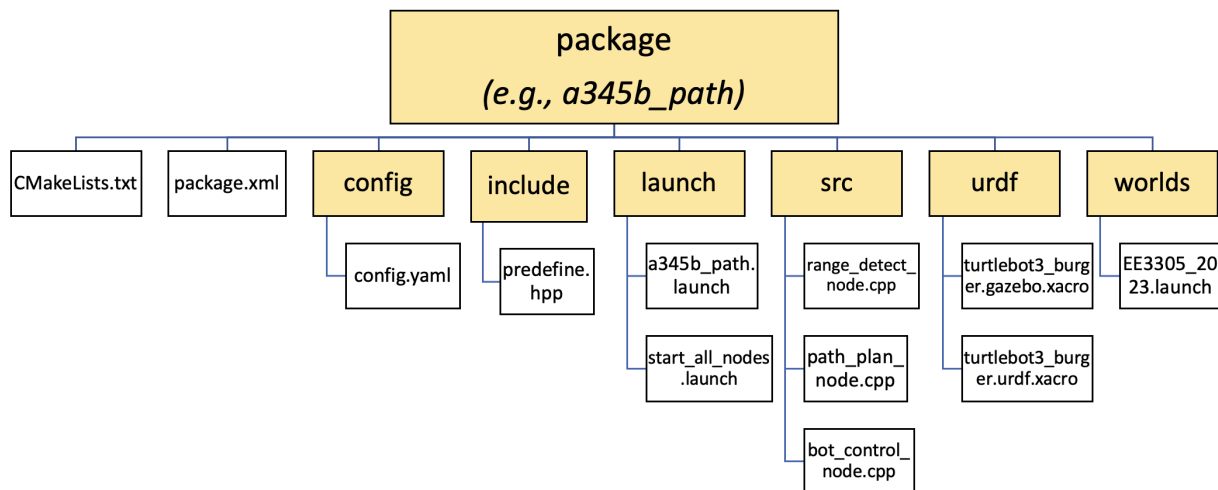 package
(e.g., a345b_path)
CMakeLists.txt
package.xml
config
include
launch
src
urdf
worlds
config.yaml
predefine.
hpp
a345b_path.
launch
range_detect_
node.cpp
turtlebot3_burg
er.gazebo.xacro
EE3305_20
23.launch
start_all_nodes
.launch
path_plan_
node.cpp
turtlebot3_burg
er.urdf.xacro
bot_control_
node.cpp